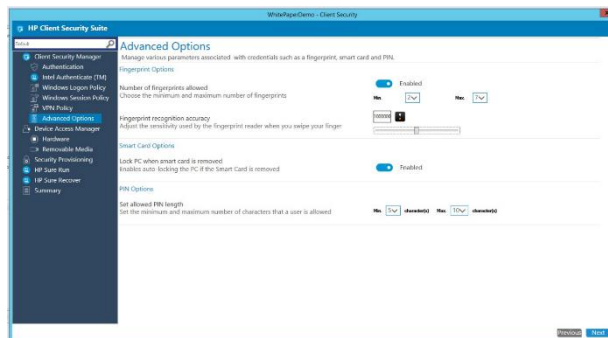 WhitePaperDemo - Client Security
HP Client Security Suite
Client Security Manager
Authentication
Intel Authenticate (TM)
Windows Logon Policy
Windows Session Policy
VPN Policy
Advanced Options
Device Access Manager
Hardware
Removable Media
Security Provisioning
HP Sure Run
HP Sure Recover
Summary
Advanced Options
Manage various parameters associated with credentials such as a fingerprint, smart card and PIN.
Fingerprint Options
Number of fingerprints allowed
Choose the minimum and maximum number of fingerprints
Enabled
Min. 2 Max. 7
Fingerprint recognition accuracy
Adjust the sensitivity used by the fingerprint reader when you swipe your finger
Smart Card Options
Lock PC when smart card is removed
Enables auto-locking the PC if the Smart Card is removed
Enabled
PIN Options
Set allowed PIN length
Set the minimum and maximum number of characters that a user is allowed
Min. 5 character(s) Max. 10 character(s)
Previous Next